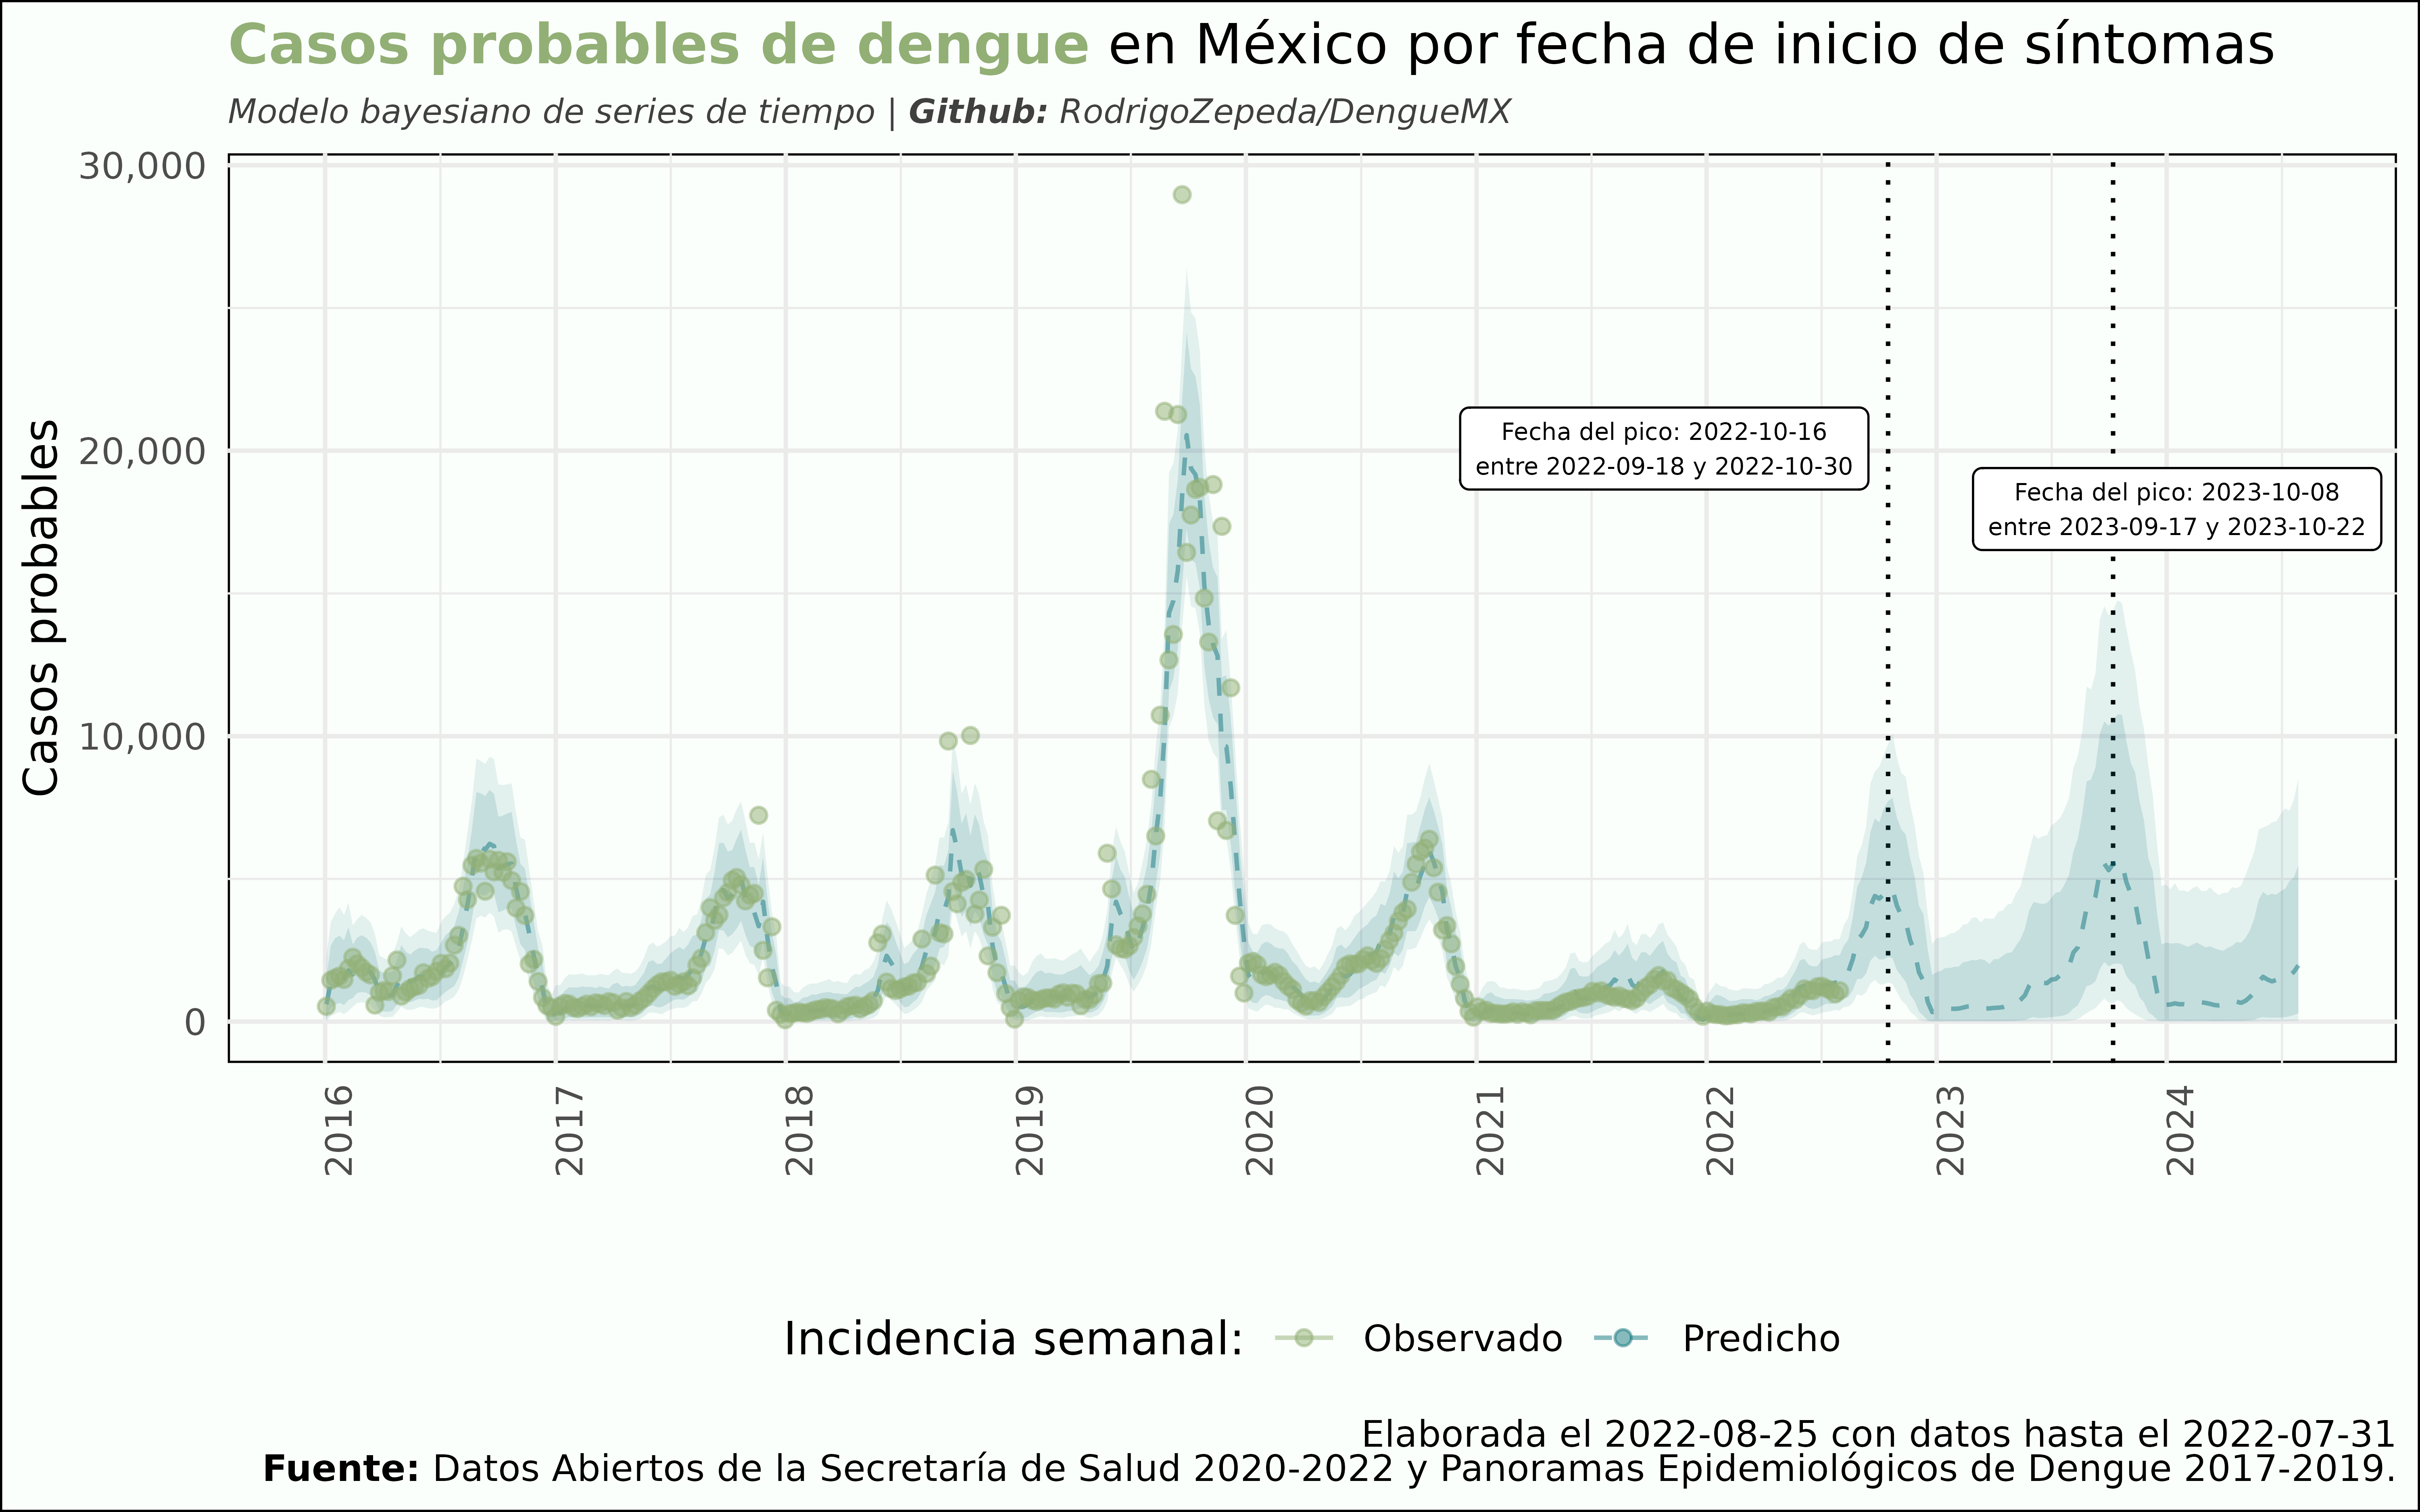 Casos probables de dengue en México por fecha de inicio de síntomas
Modelo bayesiano de series de tiempo | Github: RodrigoZepeda/DengueMX
Casos probables
30,000
20,000
10,000
0
Fecha del pico: 2022-10-16
entre 2022-09-18 y 2022-10-30
Fecha del pico: 2023-10-08
entre 2023-09-17 y 2023-10-22
2016
2017
2018
2019
2020
2021
2022
2023
2024
Incidencia semanal: Observado Predicho
Elaborada el 2022-08-25 con datos hasta el 2022-07-31
Fuente: Datos Abiertos de la Secretaría de Salud 2020-2022 y Panoramas Epidemiológicos de Dengue 2017-2019.